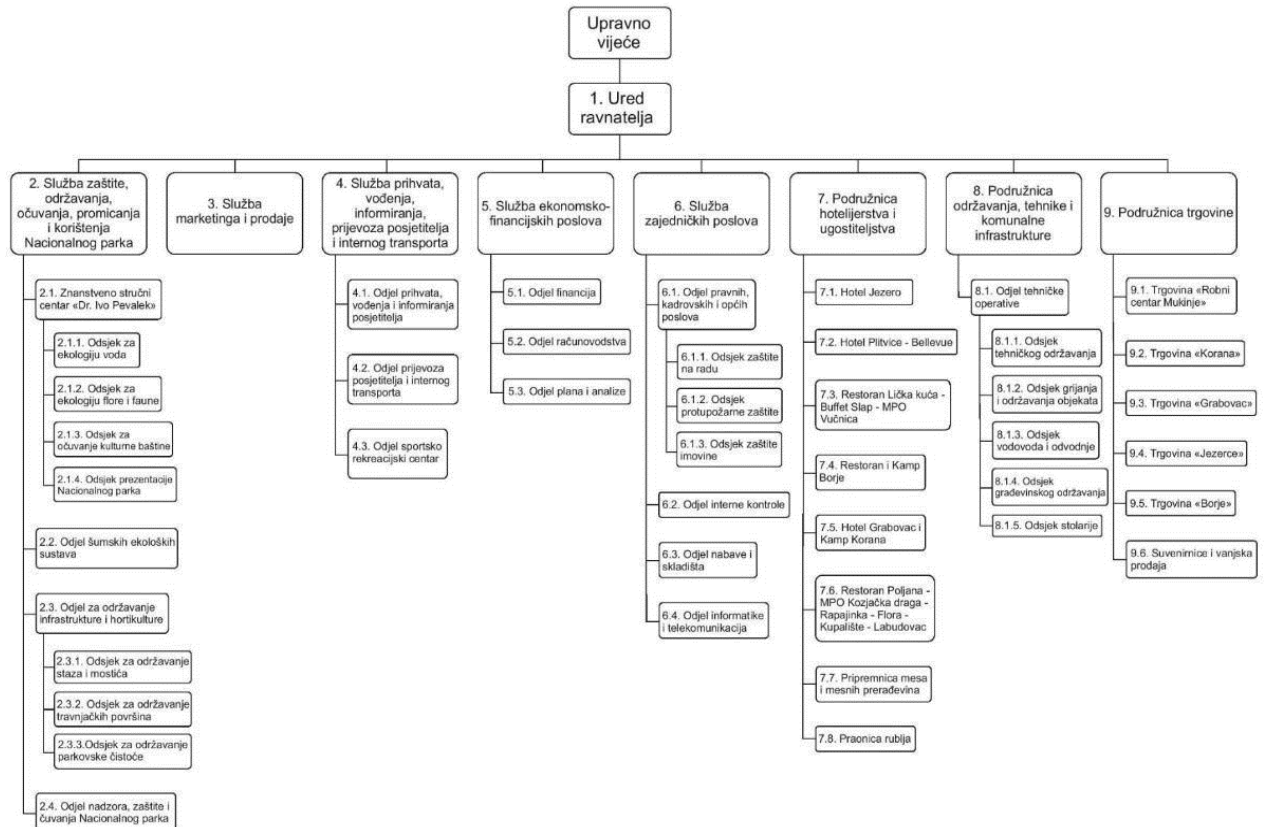 Upravno
vijeće
1. Ured
ravnatelja
2. Služba zaštite,
održavanja,
očuvanja, promicanja
i korištenja
Nacionalnog parka
3. Služba
marketinga i prodaje
4. Služba prihvata,
vođenja,
informiranja,
prijevoza posjetitelja
i internog transporta
5. Služba ekonomsko-
financijskih poslova
6. Služba
zajedničkih poslova
7. Podružnica
hotelijerstva i
ugostiteljstva
8. Podružnica
održavanja, tehnike i
komunalne
infrastrukture
9. Podružnica trgovine
2.1. Znanstveno stručni
centar «Dr. Ivo Pevalek»
2.1.1. Odsjek za
ekologiju voda
2.1.2. Odsjek za
ekologiju flore i faune
2.1.3. Odsjek za
očuvanje kulturne baštine
2.1.4. Odsjek prezentacije
Nacionalnog parka
2.2. Odjel šumskih ekoloških
sustava
2.3. Odjel za održavanje
infrastrukture i hortikulture
2.3.1. Odsjek za održavanje
staza i mostića
2.3.2. Odsjek za održavanje
travnjačkih površina
2.3.3.Odsjek za održavanje
parkovske čistoće
2.4. Odjel nadzora, zaštite i
čuvanja Nacionalnog parka
4.1. Odjel prihvata,
vođenja i informiranja
posjetitelja
4.2. Odjel prijevoza
posjetitelja i internog
transporta
4.3. Odjel sportsko
rekreacijski centar
5.1. Odjel financija
5.2. Odjel računovodstva
5.3. Odjel plana i analize
6.1. Odjel pravnih,
kadrovskih i općih
poslova
6.1.1. Odsjek zaštite
na radu
6.1.2. Odsjek
protupožarne zaštite
6.1.3. Odsjek zaštite
imovine
6.2. Odjel interne kontrole
6.3. Odjel nabave i
skladišta
6.4. Odjel informatike
i telekomunikacija
7.1. Hotel Jezero
7.2. Hotel Plitvice - Bellevue
7.3. Restoran Lička kuća -
Buffet Slap - MPO
Vučnica
7.4. Restoran i Kamp
Borje
7.5. Hotel Grabovac i
Kamp Korana
7.6. Restoran Poljana -
MPO Kozjačka draga -
Rapajinka - Flora -
Kupalište - Labudovac
7.7. Pripremnica mesa
i mesnih prerađevina
7.8. Praonica rublja
8.1. Odjel tehničke
operative
8.1.1. Odsjek
tehničkog održavanja
8.1.2. Odsjek grijanja
i održavanja objekata
8.1.3. Odsjek
vodovoda i odvodnje
8.1.4. Odsjek
građevinskog održavanja
8.1.5. Odsjek stolarije
9.1. Trgovina «Robni
centar Mukinje»
9.2. Trgovina «Korana»
9.3. Trgovina «Grabovac»
9.4. Trgovina «Jezerce»
9.5. Trgovina «Borje»
9.6. Suvenirnice i vanjska
prodaja